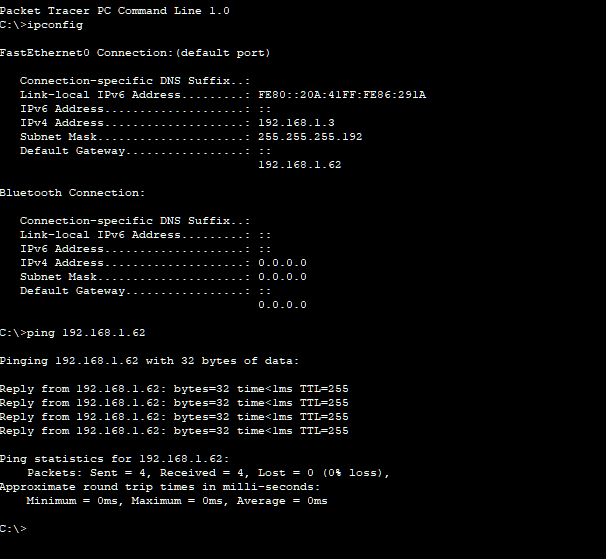 Packet Tracer PC Command Line 1.0
C:\>ipconfig
FastEthernet0 Connection:(default port)
Connection-specific DNS Suffix..:
Link-local IPv6 Address.........: FE80::20A:41FF:FE86:291A
IPv6 Address....................: ::
IPv4 Address....................: 192.168.1.3
Subnet Mask.....................: 255.255.255.192
Default Gateway.................: ::
192.168.1.62
Bluetooth Connection:
Connection-specific DNS Suffix..:
Link-local IPv6 Address.........: ::
IPv6 Address....................: ::
IPv4 Address....................: 0.0.0.0
Subnet Mask.....................: 0.0.0.0
Default Gateway.................: ::
0.0.0.0
C:\>ping 192.168.1.62
Pinging 192.168.1.62 with 32 bytes of data:
Reply from 192.168.1.62: bytes=32 time<1ms TTL=255
Reply from 192.168.1.62: bytes=32 time<1ms TTL=255
Reply from 192.168.1.62: bytes=32 time<1ms TTL=255
Reply from 192.168.1.62: bytes=32 time<1ms TTL=255
Ping statistics for 192.168.1.62:
Packets: Sent = 4, Received = 4, Lost = 0 (0% loss),
Approximate round trip times in milli-seconds:
Minimum = 0ms, Maximum = 0ms, Average = 0ms
C:\>